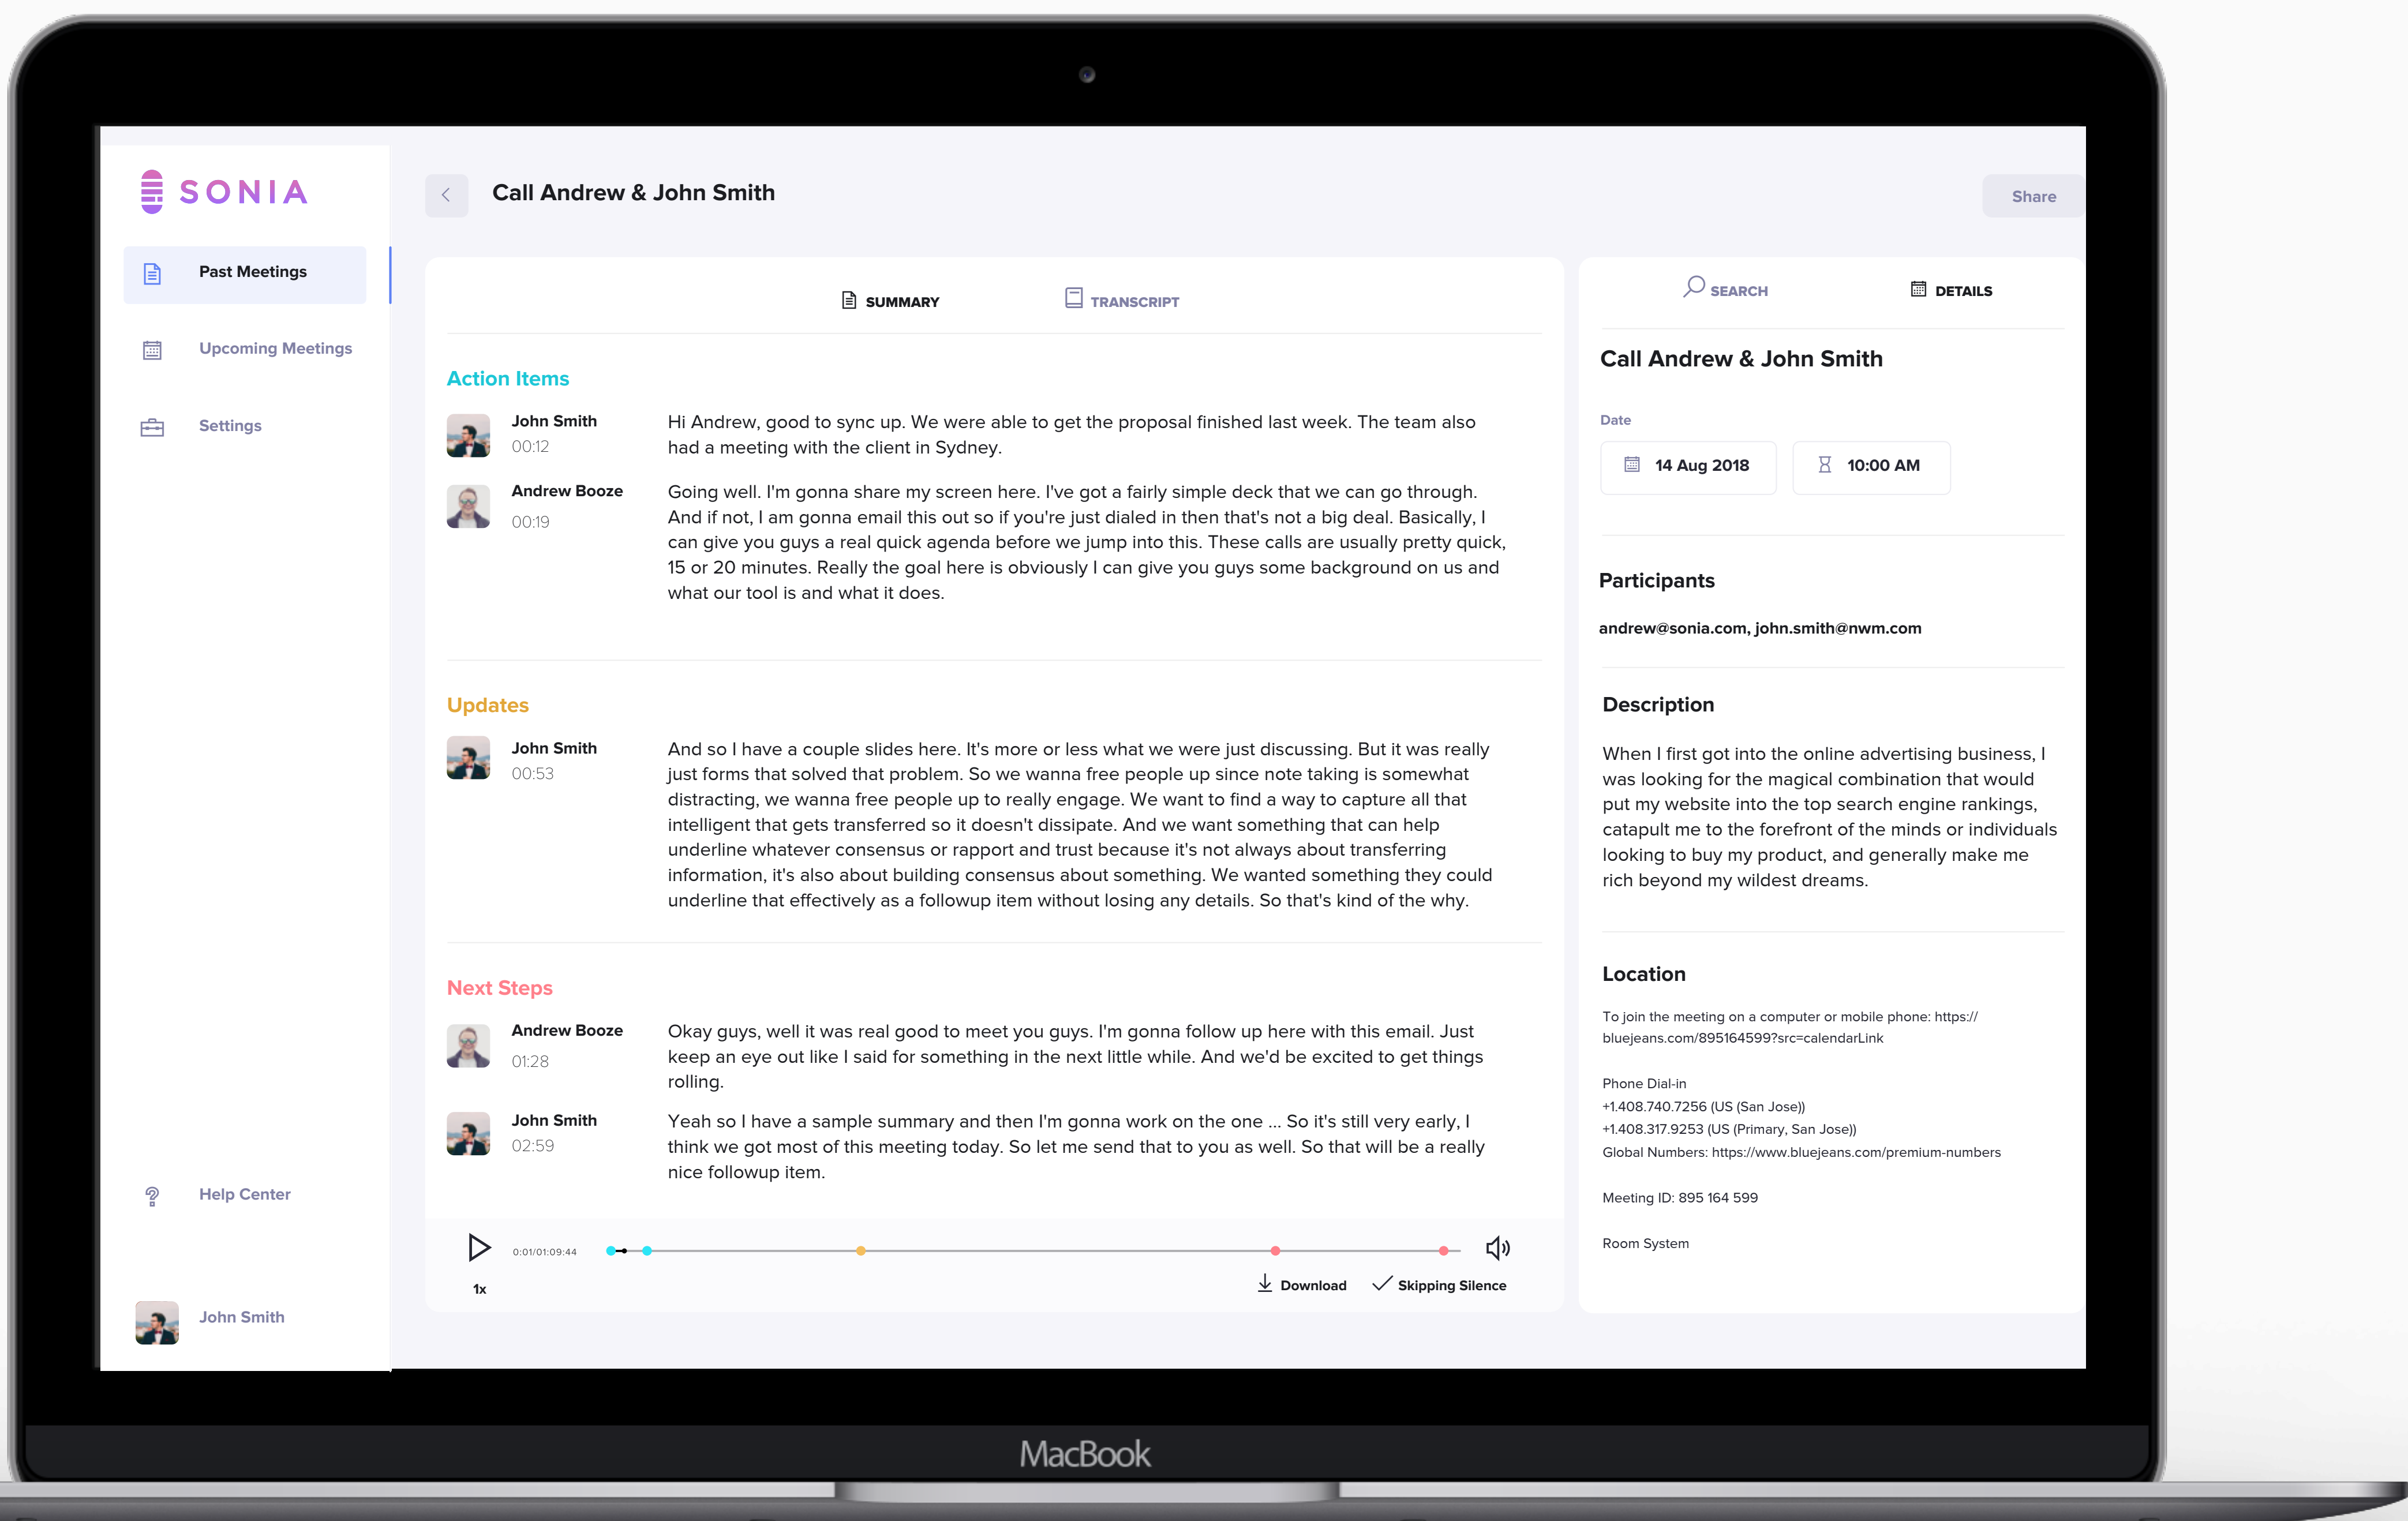 SONIA
Past Meetings
Upcoming Meetings
Settings
Help Center
John Smith
Call Andrew & John Smith
Share
SUMMARY
TRANSCRIPT
Action Items
John Smith
00:12
Hi Andrew, good to sync up. We were able to get the proposal finished last week. The team also
had a meeting with the client in Sydney.
Andrew Booze
00:19
Going well. I'm gonna share my screen here. I've got a fairly simple deck that we can go through.
And if not, I am gonna email this out so if you're just dialed in then that's not a big deal. Basically, I
can give you guys a real quick agenda before we jump into this. These calls are usually pretty quick,
15 or 20 minutes. Really the goal here is obviously I can give you guys some background on us and
what our tool is and what it does.
Updates
John Smith
00:53
And so I have a couple slides here. It's more or less what we were just discussing. But it was really
just forms that solved that problem. So we wanna free people up since note taking is somewhat
distracting, we wanna free people up to really engage. We want to find a way to capture all that
intelligent that gets transferred so it doesn't dissipate. And we want something that can help
underline whatever consensus or rapport and trust because it's not always about transferring
information, it's also about building consensus about something. We wanted something they could
underline that effectively as a followup item without losing any details. So that's kind of the why.
Next Steps
Andrew Booze
01:28
Okay guys, well it was real good to meet you guys. I'm gonna follow up here with this email. Just
keep an eye out like I said for something in the next little while. And we'd be excited to get things
rolling.
John Smith
02:59
Yeah so I have a sample summary and then I'm gonna work on the one ... So it's still very early, I
think we got most of this meeting today. So let me send that to you as well. So that will be a really
nice followup item.
0:01/01:09:44
1x
Download
Skipping Silence
SEARCH
DETAILS
Call Andrew & John Smith
Date
14 Aug 2018
10:00 AM
Participants
andrew@sonia.com, john.smith@nwm.com
Description
When I first got into the online advertising business, I
was looking for the magical combination that would
put my website into the top search engine rankings,
catapult me to the forefront of the minds or individuals
looking to buy my product, and generally make me
rich beyond my wildest dreams.
Location
To join the meeting on a computer or mobile phone: https://
bluejeans.com/895164599?src=calendarLink
Phone Dial-in
+1.408.740.7256 (US (San Jose))
+1.408.317.9253 (US (Primary, San Jose))
Global Numbers: https://www.bluejeans.com/premium-numbers
Meeting ID: 895 164 599
Room System
MacBook